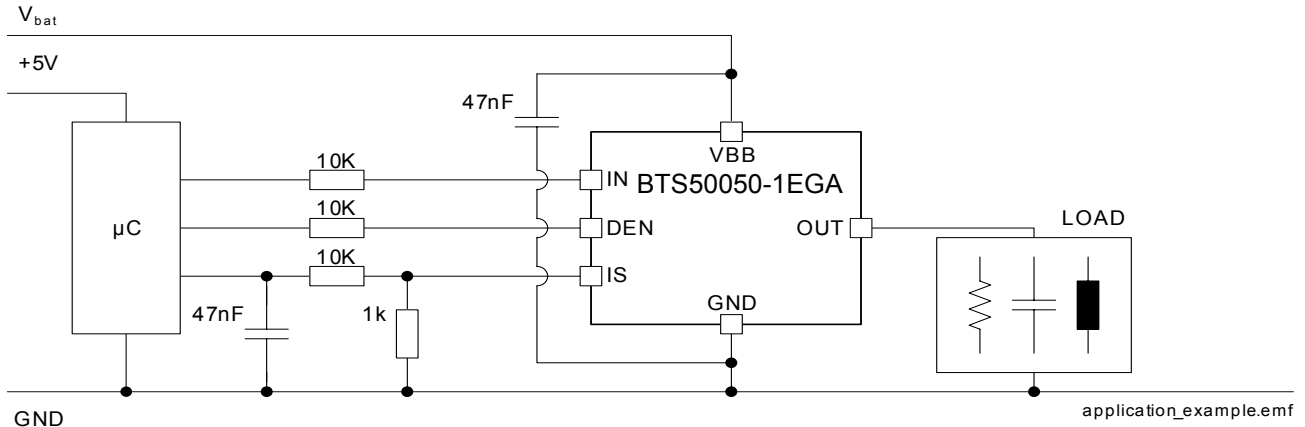 Vbat
+5V
47nF
VBB
10K
IN
BTS50050-1EGA
10K
µC
DEN
OUT
LOAD
10K
IS
47nF
1k
GND
GND
application_example.emf